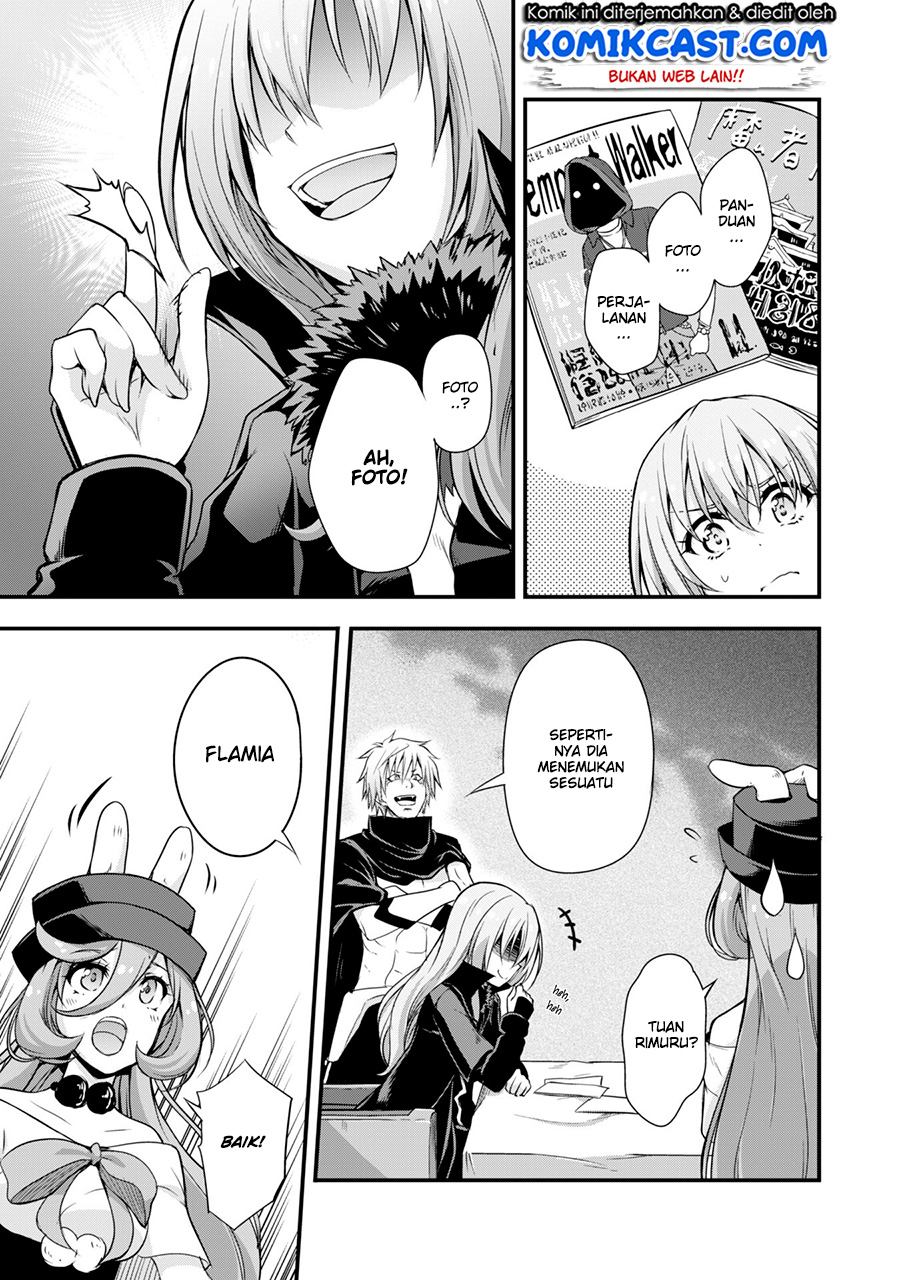 Komik ini diterjemahkan & diedit oleh
KOMIKCAST.COM
BUKAN WEB LAIN!!
Walker
PAN-
DUAN
...
FOTO
...
PERJA-
LANAN
...
FOTO
..?
AH,
FOTO!
SEPERTI-
NYA DIA
MENEMUKAN
SESUATU
heh,
heh
TUAN
RIMURU?
FLAMIA
BAIK!